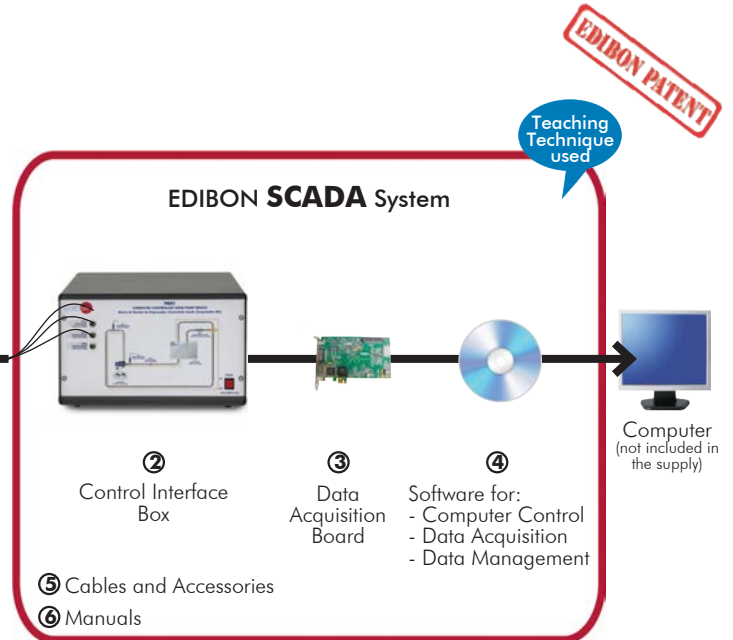 EDIBON PATENT
Teaching
Technique
used
EDIBON SCADA System
② Control Interface
Box
③ Data
Acquisition
Board
④ Software for:
- Computer Control
- Data Acquisition
- Data Management
Computer
(not included in
the supply)
⑤ Cables and Accessories
⑥ Manuals